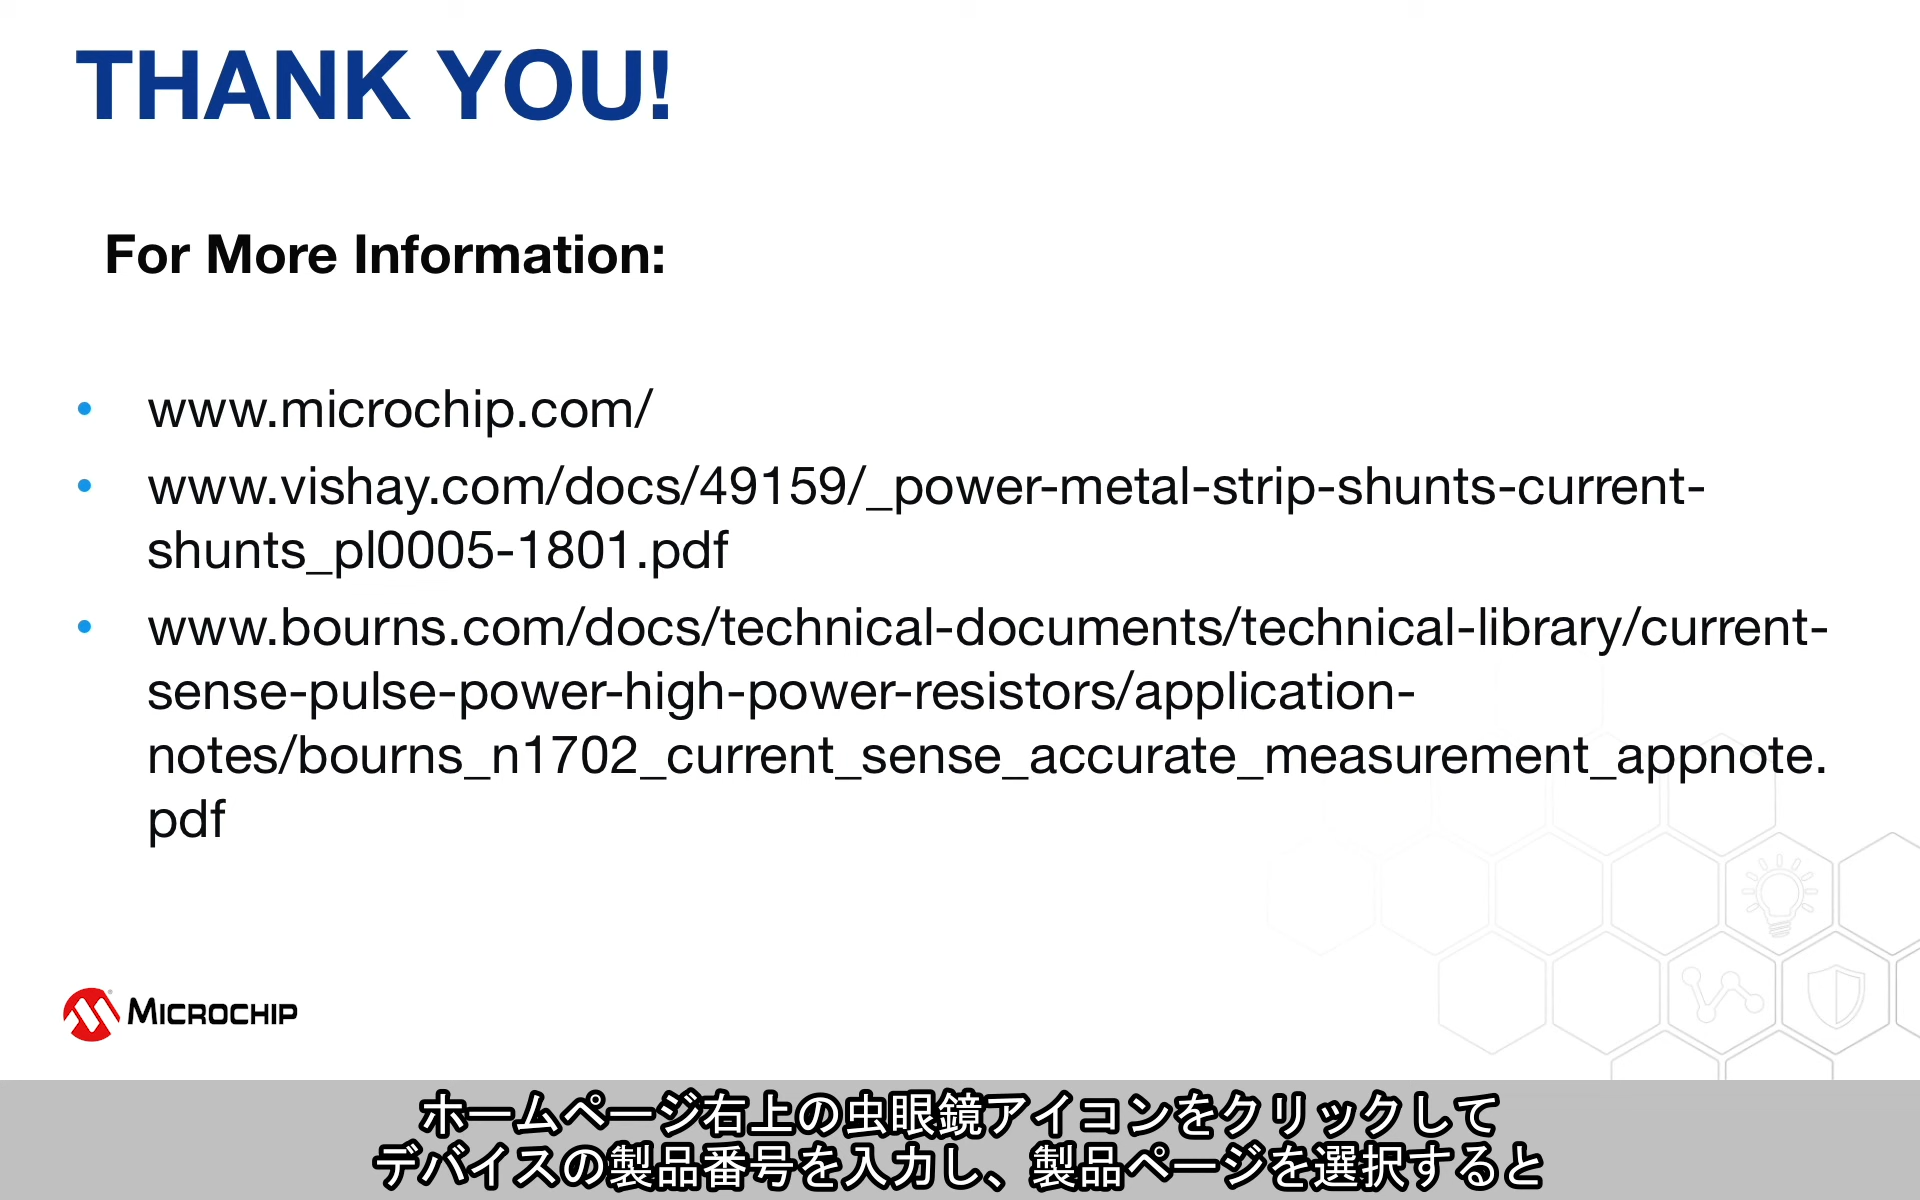 THANK YOU!
For More Information:
• www.microchip.com/
• www.vishay.com/docs/49159/_power-metal-strip-shunts-current-
shunts_pl0005-1801.pdf
• www.bourns.com/docs/technical-documents/technical-library/current-
sense-pulse-power-high-power-resistors/application-
notes/bourns_n1702_current_sense_accurate_measurement_appnote.
pdf
MICROCHIP
ホームページ右上の虫眼鏡アイコンをクリックして
デバイスの製品番号を入力し、製品ページを選択すると